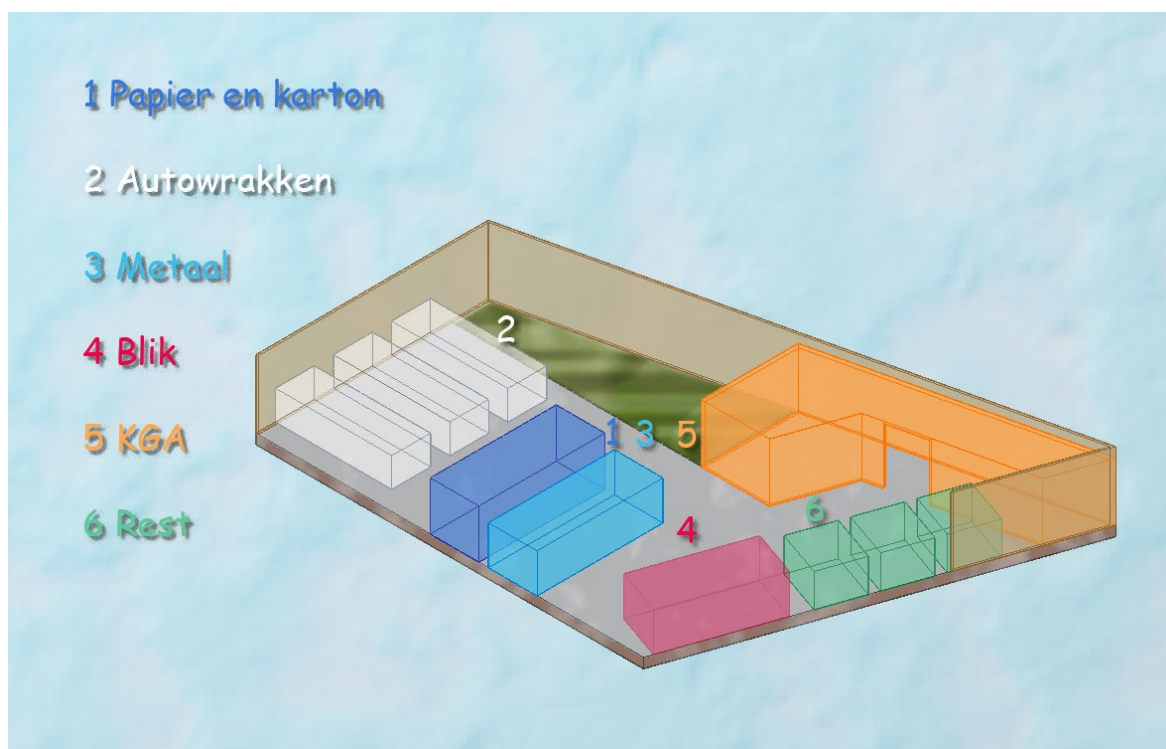 1 Papier en karton
2 Autowrakken
3 Metaal
4 Blik
5 KGA
6 Rest
2
1 3 5
6
4